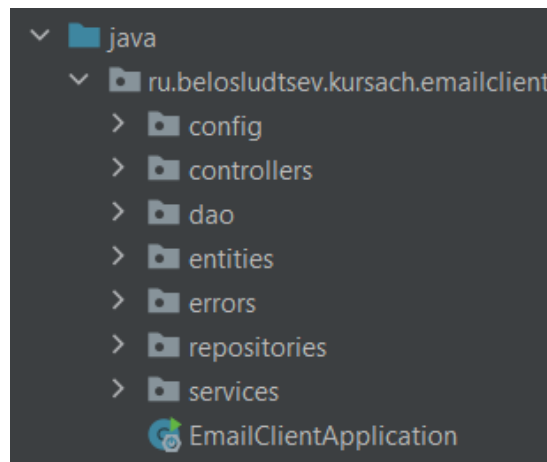 java
ru.belosludtsev.kursach.emailclient
config
controllers
dao
entities
errors
repositories
services
EmailClientApplication